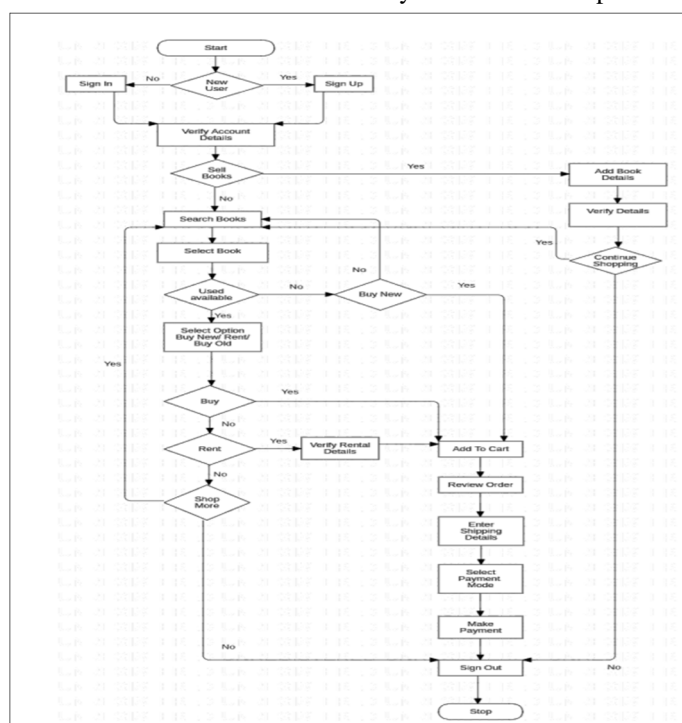 Start
New
User
No
Yes
Sign In
Sign Up
Verify Account
Details
Sell
Books
Yes
No
Add Book
Details
Verify Details
Continue
Shopping
Yes
No
Search Books
Select Book
Used
available
No
Yes
Buy New
No
Yes
Select Option
Buy New/ Rent/
Buy Old
Buy
Yes
No
Rent
Yes
No
Verify Rental
Details
Shop
More
Yes
No
Add To Cart
Review Order
Enter
Shipping
Details
Select
Payment
Mode
Make
Payment
Sign Out
Stop